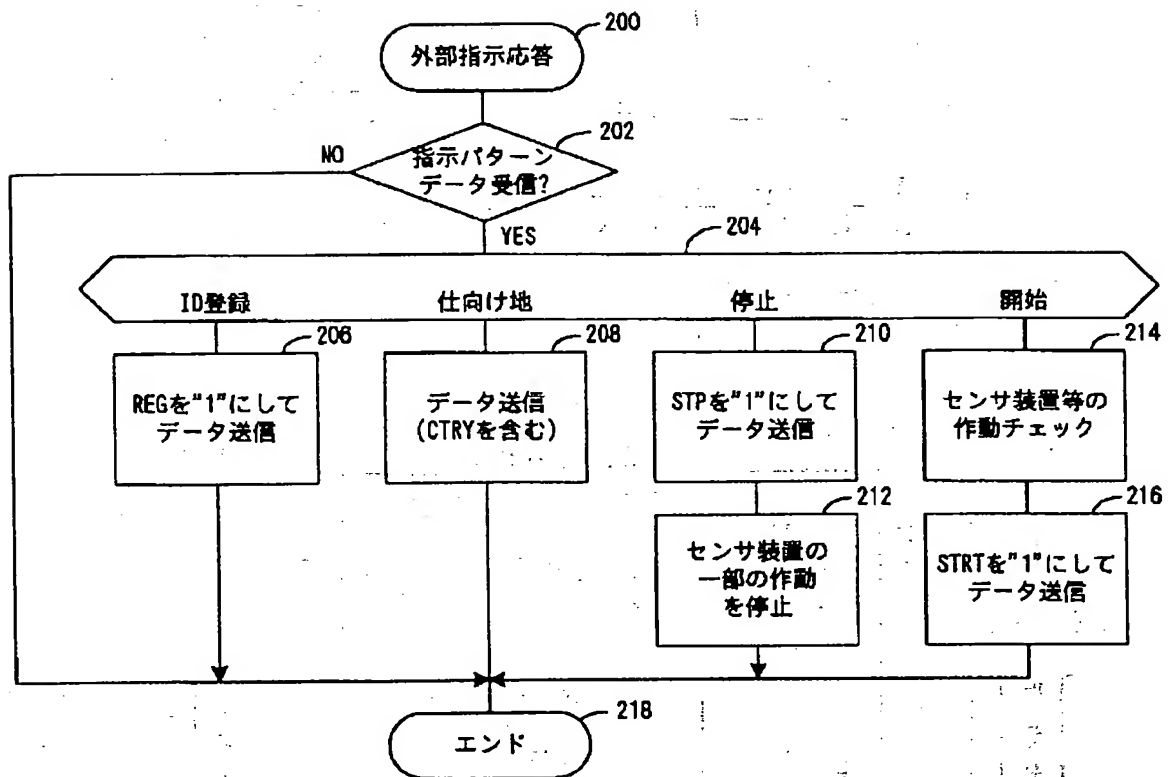 200
外部指示応答
202
NO
指示パターン
データ受信?
YES
204
ID登録
仕向け地
停止
開始
206
208
210
214
REGを"1"にして
データ送信
データ送信
(CTRYを含む)
STPを"1"にして
データ送信
センサ装置等の
作動チェック
212
216
センサ装置の
一部の作動
を停止
STRTを"1"にして
データ送信
218
エンド